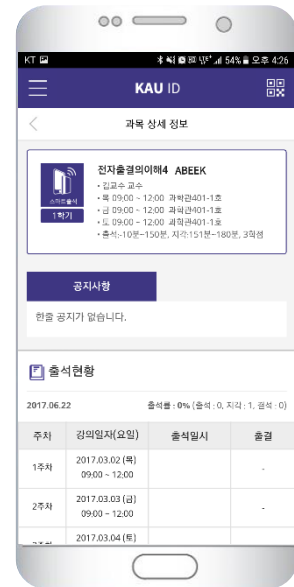 KT 54% 오후 4:26
KAU ID
과목 상세 정보
스마트출석
1학기
전자출결의이해4 ABEEK
• 김교수 교수
• 목 09:00 ~ 12:00 과학관401-1호
• 금 09:00 ~ 12:00 과학관401-1호
• 토 09:00 ~ 12:00 과학관401-1호
• 출석:-10분~150분, 지각:151분~180분, 3학점
공지사항
한줄 공지가 없습니다.
출석현황
2017.06.22 출석률 : 0% (출석 : 0, 지각 : 1, 결석 : 0)
주차 강의일자(요일) 출석일시 출결
1주차 2017.03.02 (목) -
09:00 ~ 12:00
2주차 2017.03.03 (금) -
09:00 ~ 12:00
2017.03.04 (토)